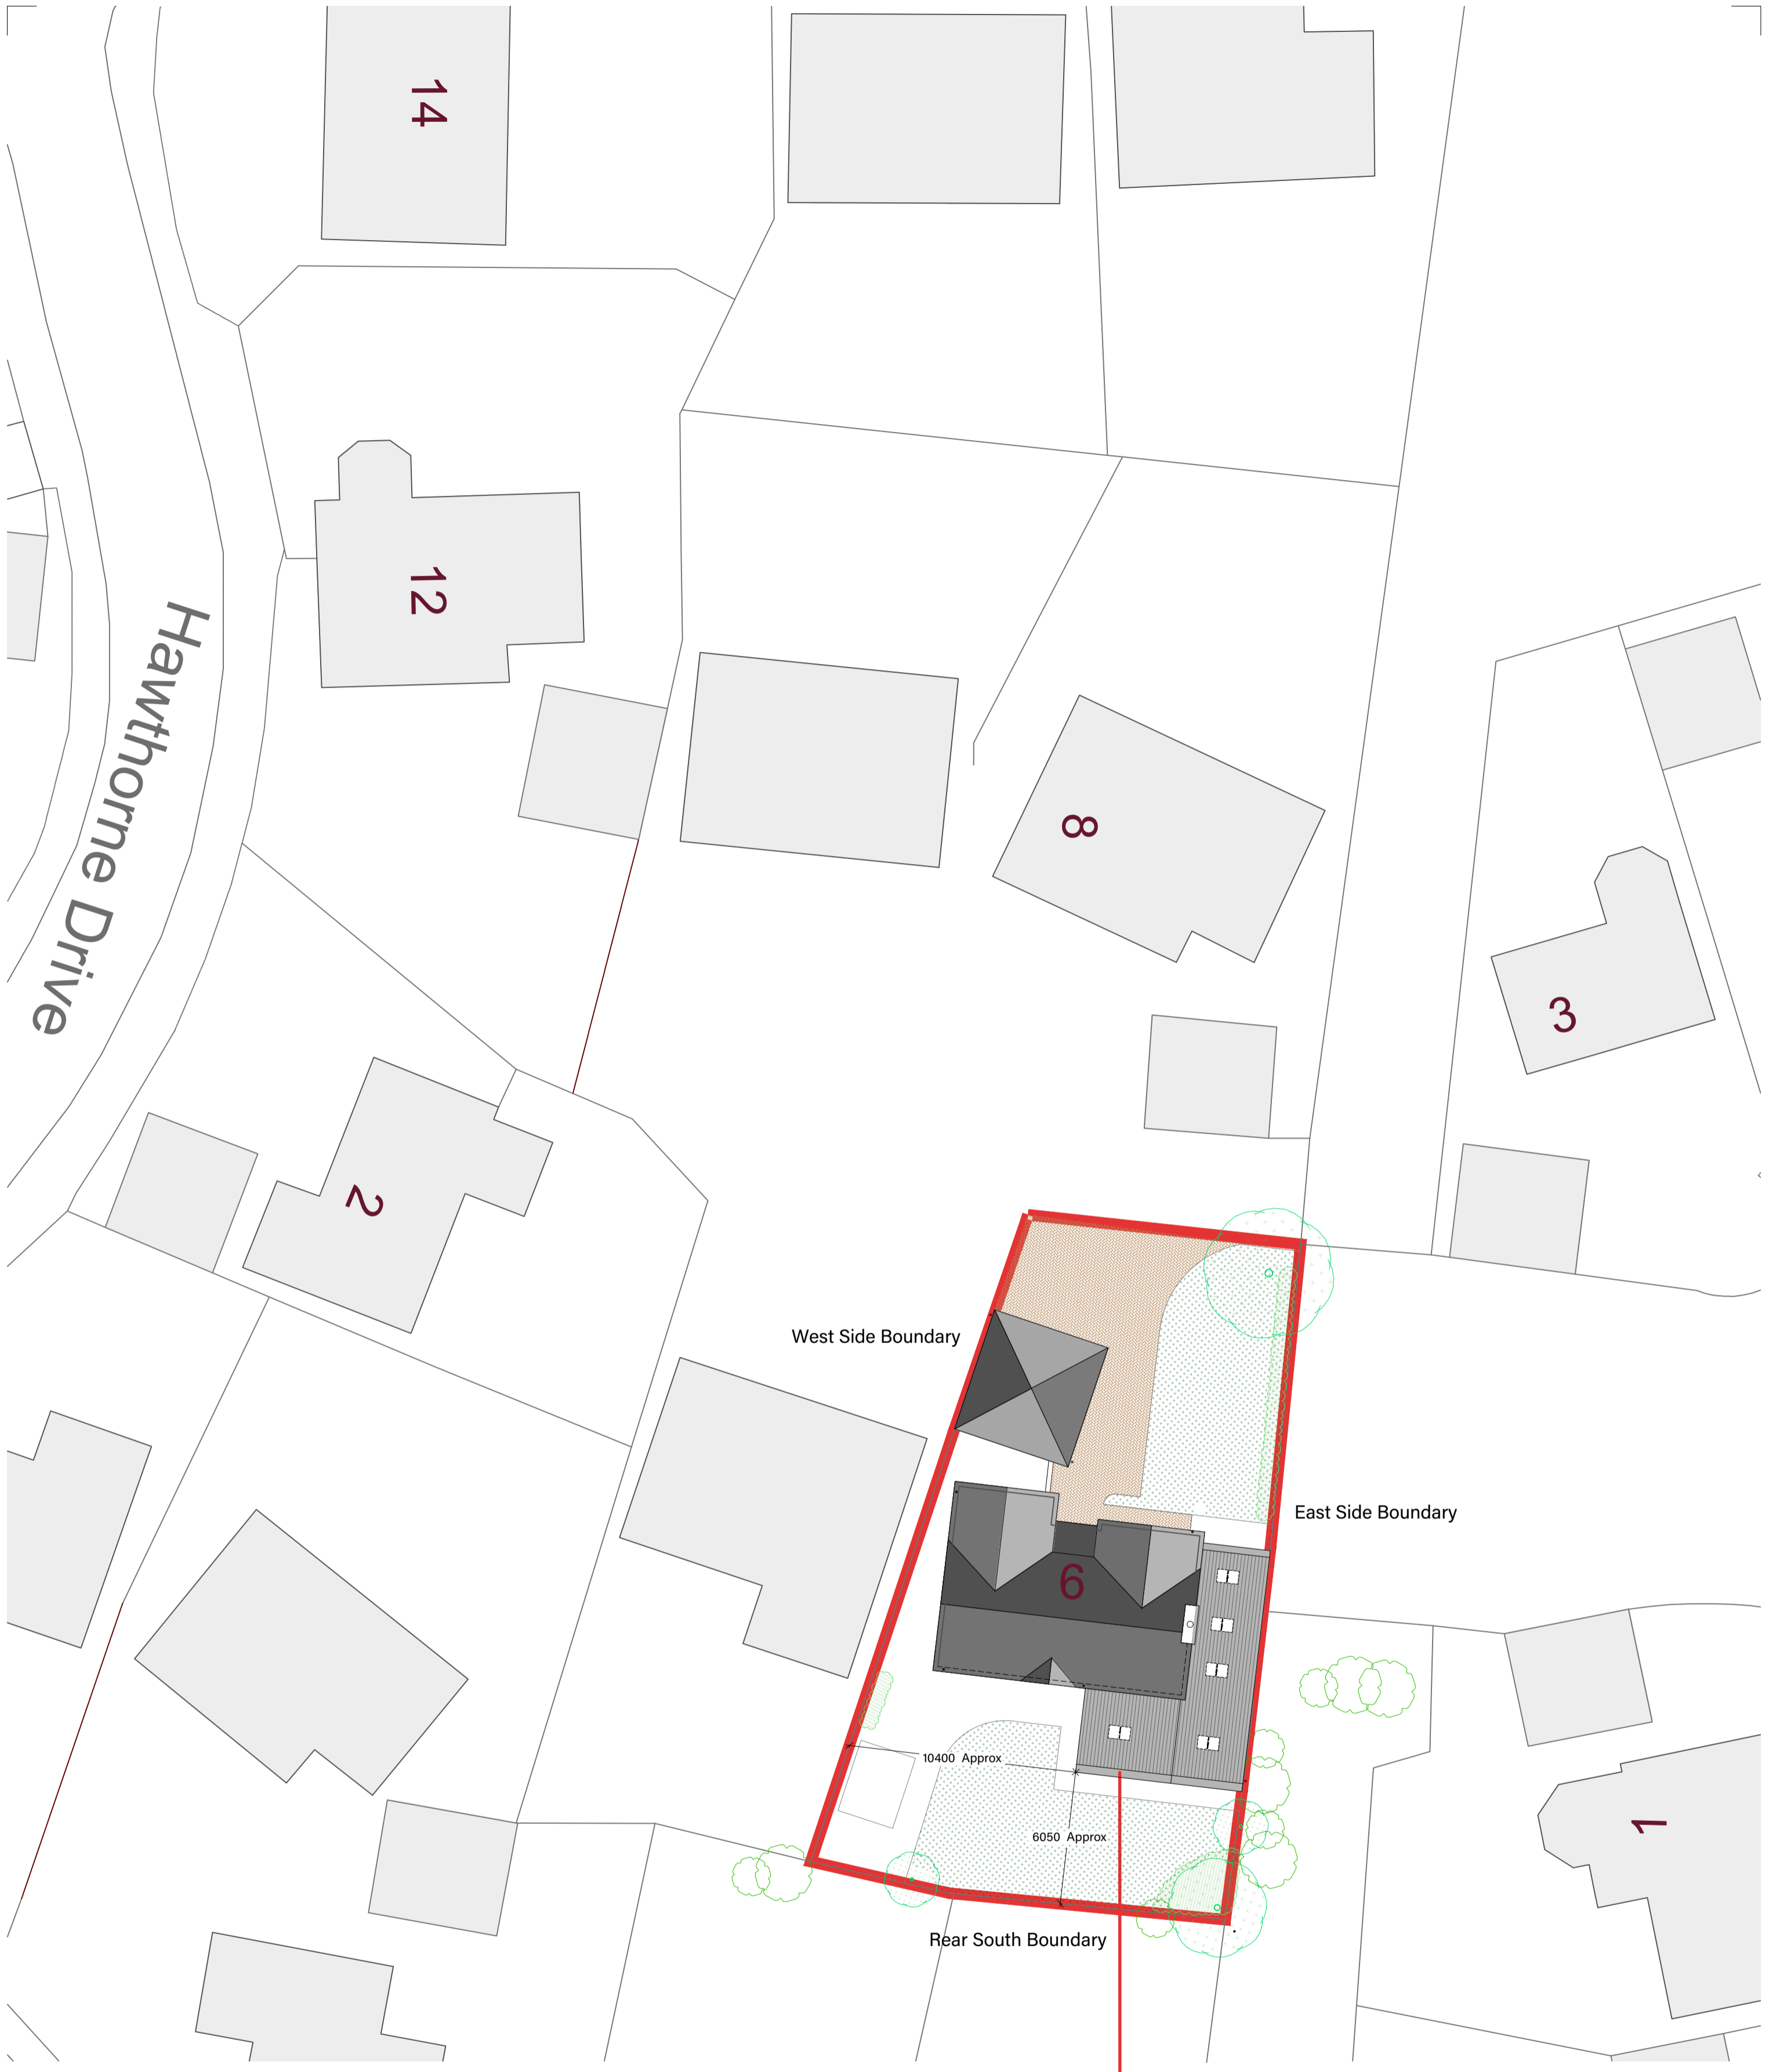 14
12
Hawthorne Drive
8
3
2
West Side Boundary
East Side Boundary
6
10400 Approx
6050 Approx
1
Rear South Boundary